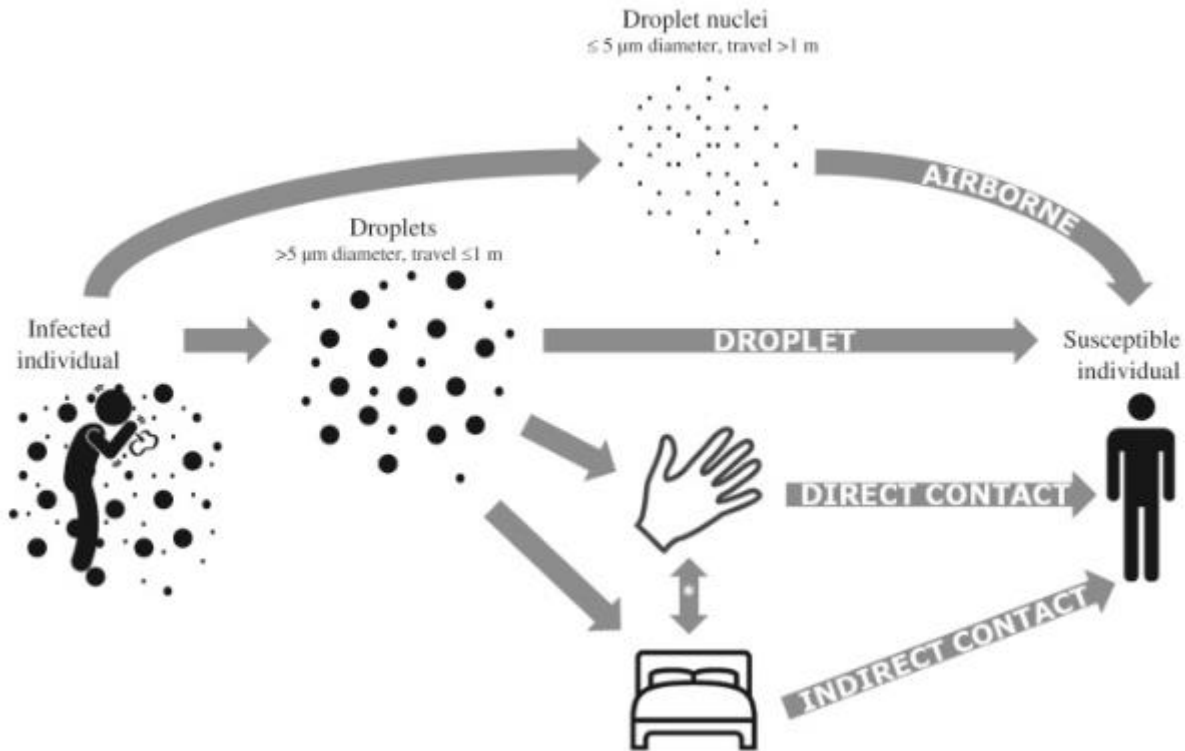 Droplet nuclei
≤ 5 μm diameter, travel >1 m
AIRBORNE
Droplets
>5 μm diameter, travel ≤1 m
Infected
individual
DROPLET
Susceptible
individual
DIRECT CONTACT
*
INDIRECT CONTACT